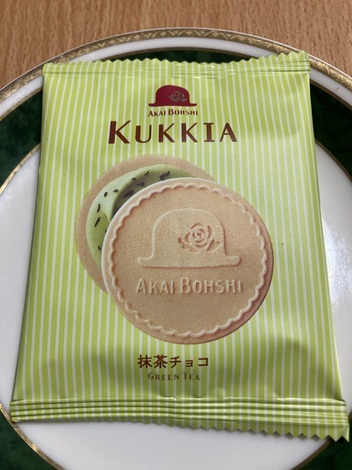 AKAI BOHSHI
KUKKIA
AKAI BOHSHI
抹茶チョコ
GREEN TEA